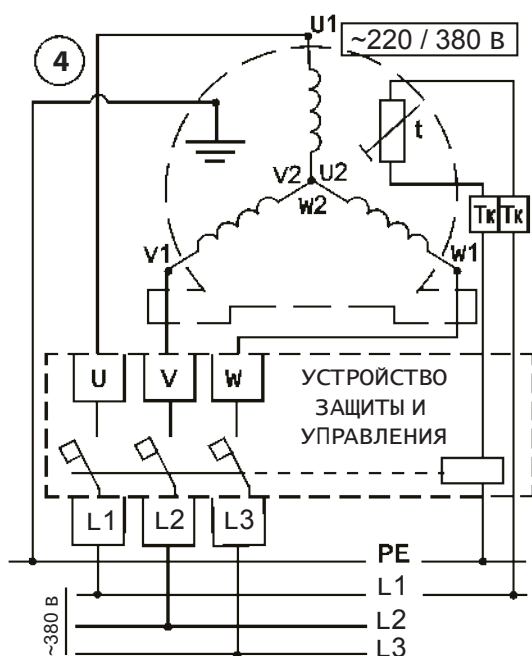 U1
~220 / 380 В
4
t
V2 U2
W2
Тк Тк
V1
W1
U V W
УСТРОЙСТВО
ЗАЩИТЫ И
УПРАВЛЕНИЯ
L1 L2 L3
PE
L1
L2
L3
~380 В